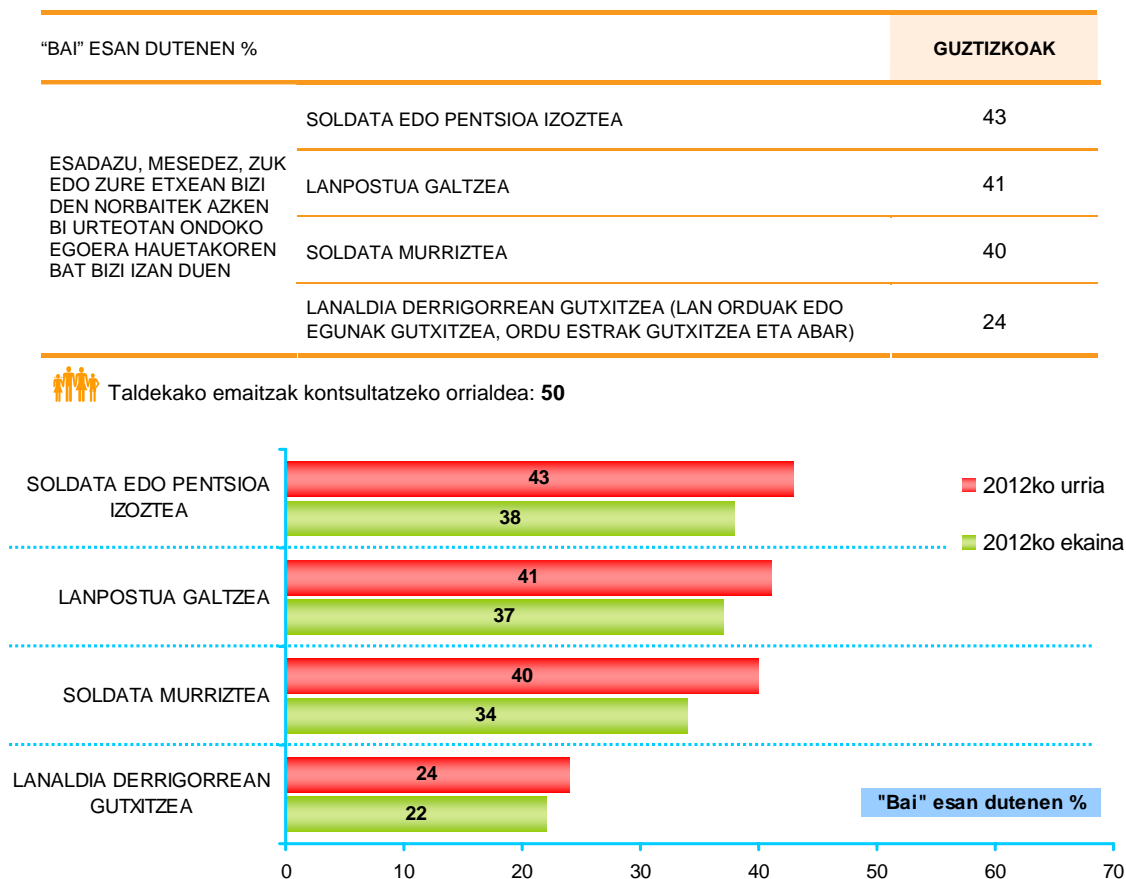 “BAI” ESAN DUTENEN %
GUZTIZKOAK
ESADAZU, MESEDEZ, ZUK
EDO ZURE ETXEAN BIZI
DEN NORBAITEK AZKEN
BI URTEOTAN ONDOKO
EGOERA HAUETAKOREN
BAT BIZI IZAN DUEN
SOLDATA EDO PENTSIOA IZOZTEA
43
LANPOSTUA GALTZEA
41
SOLDATA MURRIZTEA
40
LANALDIA DERRIGORREAN GUTXITZEA (LAN ORDUAK EDO
EGUNAK GUTXITZEA, ORDU ESTRAK GUTXITZEA ETA ABAR)
24
Taldekako emaitzak kontsultatzeko orrialdea: 50
SOLDATA EDO PENTSIOA
IZOZTEA
43
38
2012ko urria
2012ko ekaina
LANPOSTUA GALTZEA
41
37
SOLDATA MURRIZTEA
40
34
LANALDIA DERRIGORREAN
GUTXITZEA
24
22
"Bai" esan dutenen %
0 10 20 30 40 50 60 70